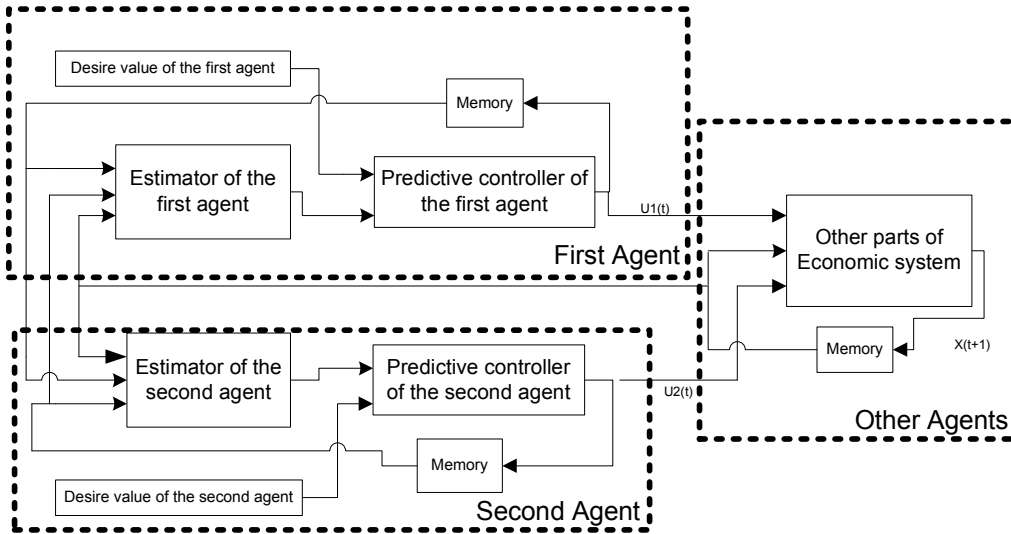 Desire value of the first agent
Memory
Estimator of the
first agent
Predictive controller of
the first agent
U1(t)
First Agent
Other parts of
Economic system
Memory
X(t+1)
Other Agents
Estimator of the
second agent
Predictive controller
of the second agent
U2(t)
Memory
Desire value of the second agent
Second Agent